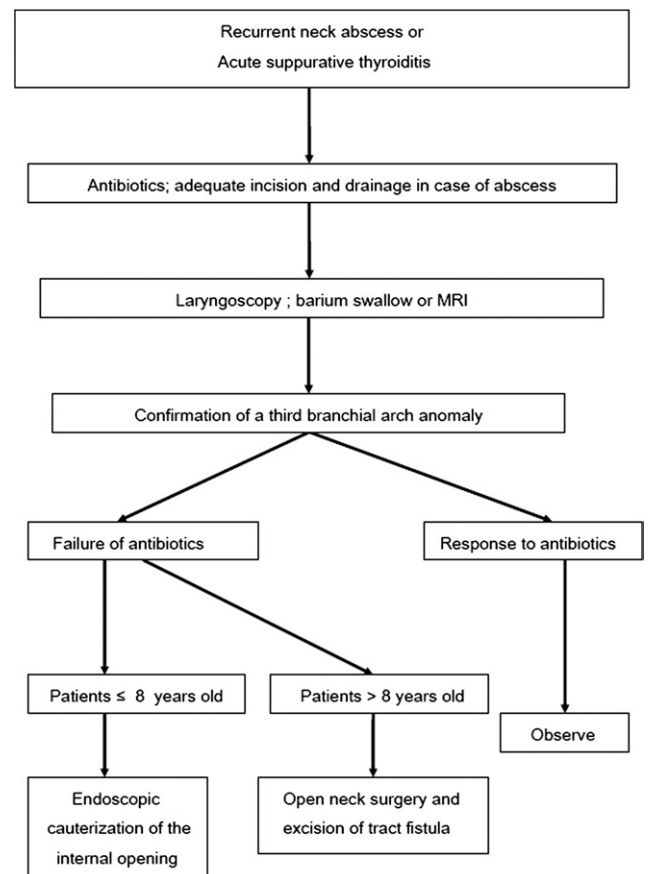 Recurrent neck abscess or
Acute suppurative thyroiditis
Antibiotics; adequate incision and drainage in case of abscess
Laryngoscopy ; barium swallow or MRI
Confirmation of a third branchial arch anomaly
Failure of antibiotics
Response to antibiotics
Patients ≤ 8 years old
Patients > 8 years old
Observe
Endoscopic
cauterization of the
internal opening
Open neck surgery and
excision of tract fistula